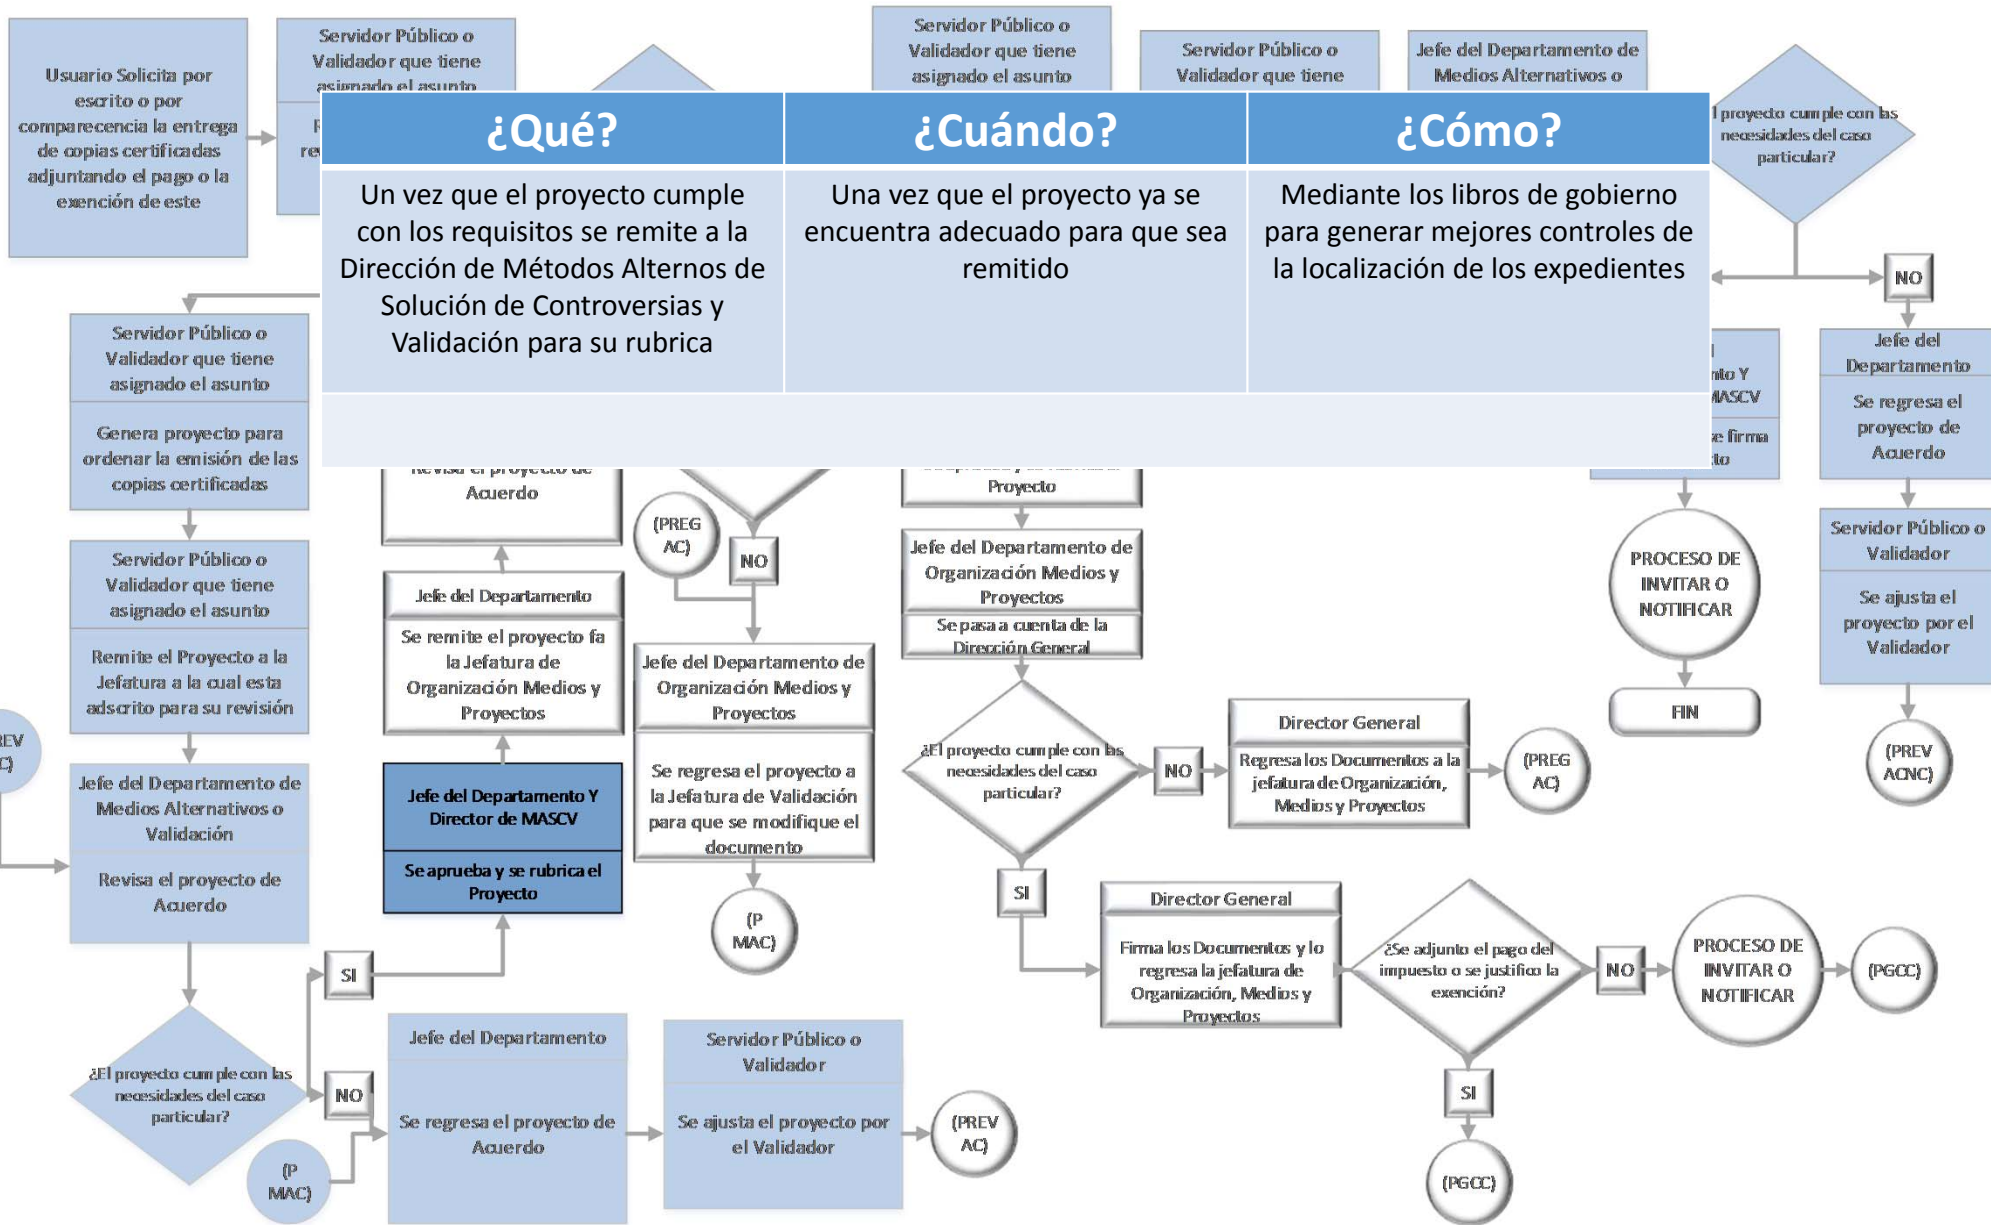 Usuario Solicita por
escrito o por
comparecencia la entrega
de copias certificadas
adjuntando el pago o la
exención de este
Servidor Público o
Validador que tiene
asignado el asunto
Servidor Público o
Validador que tiene
asignado el asunto
Servidor Público o
Validador que tiene
Jefe del Departamento de
Medios Alternativos o
proyecto cumple con las
necesidades del caso
particular?
¿Qué?
¿Cuándo?
¿Cómo?
Un vez que el proyecto cumple
con los requisitos se remite a la
Dirección de Métodos Alternos de
Solución de Controversias y
Validación para su rubrica
Una vez que el proyecto ya se
encuentra adecuado para que sea
remitido
Mediante los libros de gobierno
para generar mejores controles de
la localización de los expedientes
NO
Servidor Público o
Validador que tiene
asignado el asunto
Genera proyecto para
ordenar la emisión de las
copias certificadas
Servidor Público o
Validador que tiene
asignado el asunto
Remite el Proyecto a la
Jefatura a la cual esta
adscrito para su revisión
Jefe del Departamento de
Medios Alternativos o
Validación
Revisa el proyecto de
Acuerdo
¿El proyecto cumple con las
necesidades del caso
particular?
SI
NO
(P
MAC)
Jefe del Departamento
Se regresa el proyecto de
Acuerdo
Servidor Público o
Validador
Se ajusta el proyecto por
el Validador
(PREV
AC)
Jefe del Departamento Y
Director de MASCV
Se aprueba y se rubrica el
Proyecto
Jefe del Departamento
Se remite el proyecto fa
la Jefatura de
Organización Medios y
Proyectos
Revisa el proyecto de
Acuerdo
(PREG
AC)
NO
Jefe del Departamento de
Organización Medios y
Proyectos
Se regresa el proyecto a
la Jefatura de Validación
para que se modifique el
documento
(P
MAC)
Proyecto
Jefe del Departamento de
Organización Medios y
Proyectos
Se pasa a cuenta de la
Dirección General
¿El proyecto cumple con las
necesidades del caso
particular?
NO
Director General
Regresa los Documentos a la
jefatura de Organización,
Medios y Proyectos
(PREG
AC)
SI
Director General
Firma los Documentos y lo
regresa la jefatura de
Organización, Medios y
Proyectos
¿Se adjunto el pago del
impuesto o se justifico la
exención?
NO
PROCESO DE
INVITAR O
NOTIFICAR
(PGCC)
SI
(PGCC)
Y
MASCV
se firma
PROCESO DE
INVITAR O
NOTIFICAR
FIN
Jefe del
Departamento
Se regresa el
proyecto de
Acuerdo
Servidor Público o
Validador
Se ajusta el
proyecto por el
Validador
(PREV
ACNC)